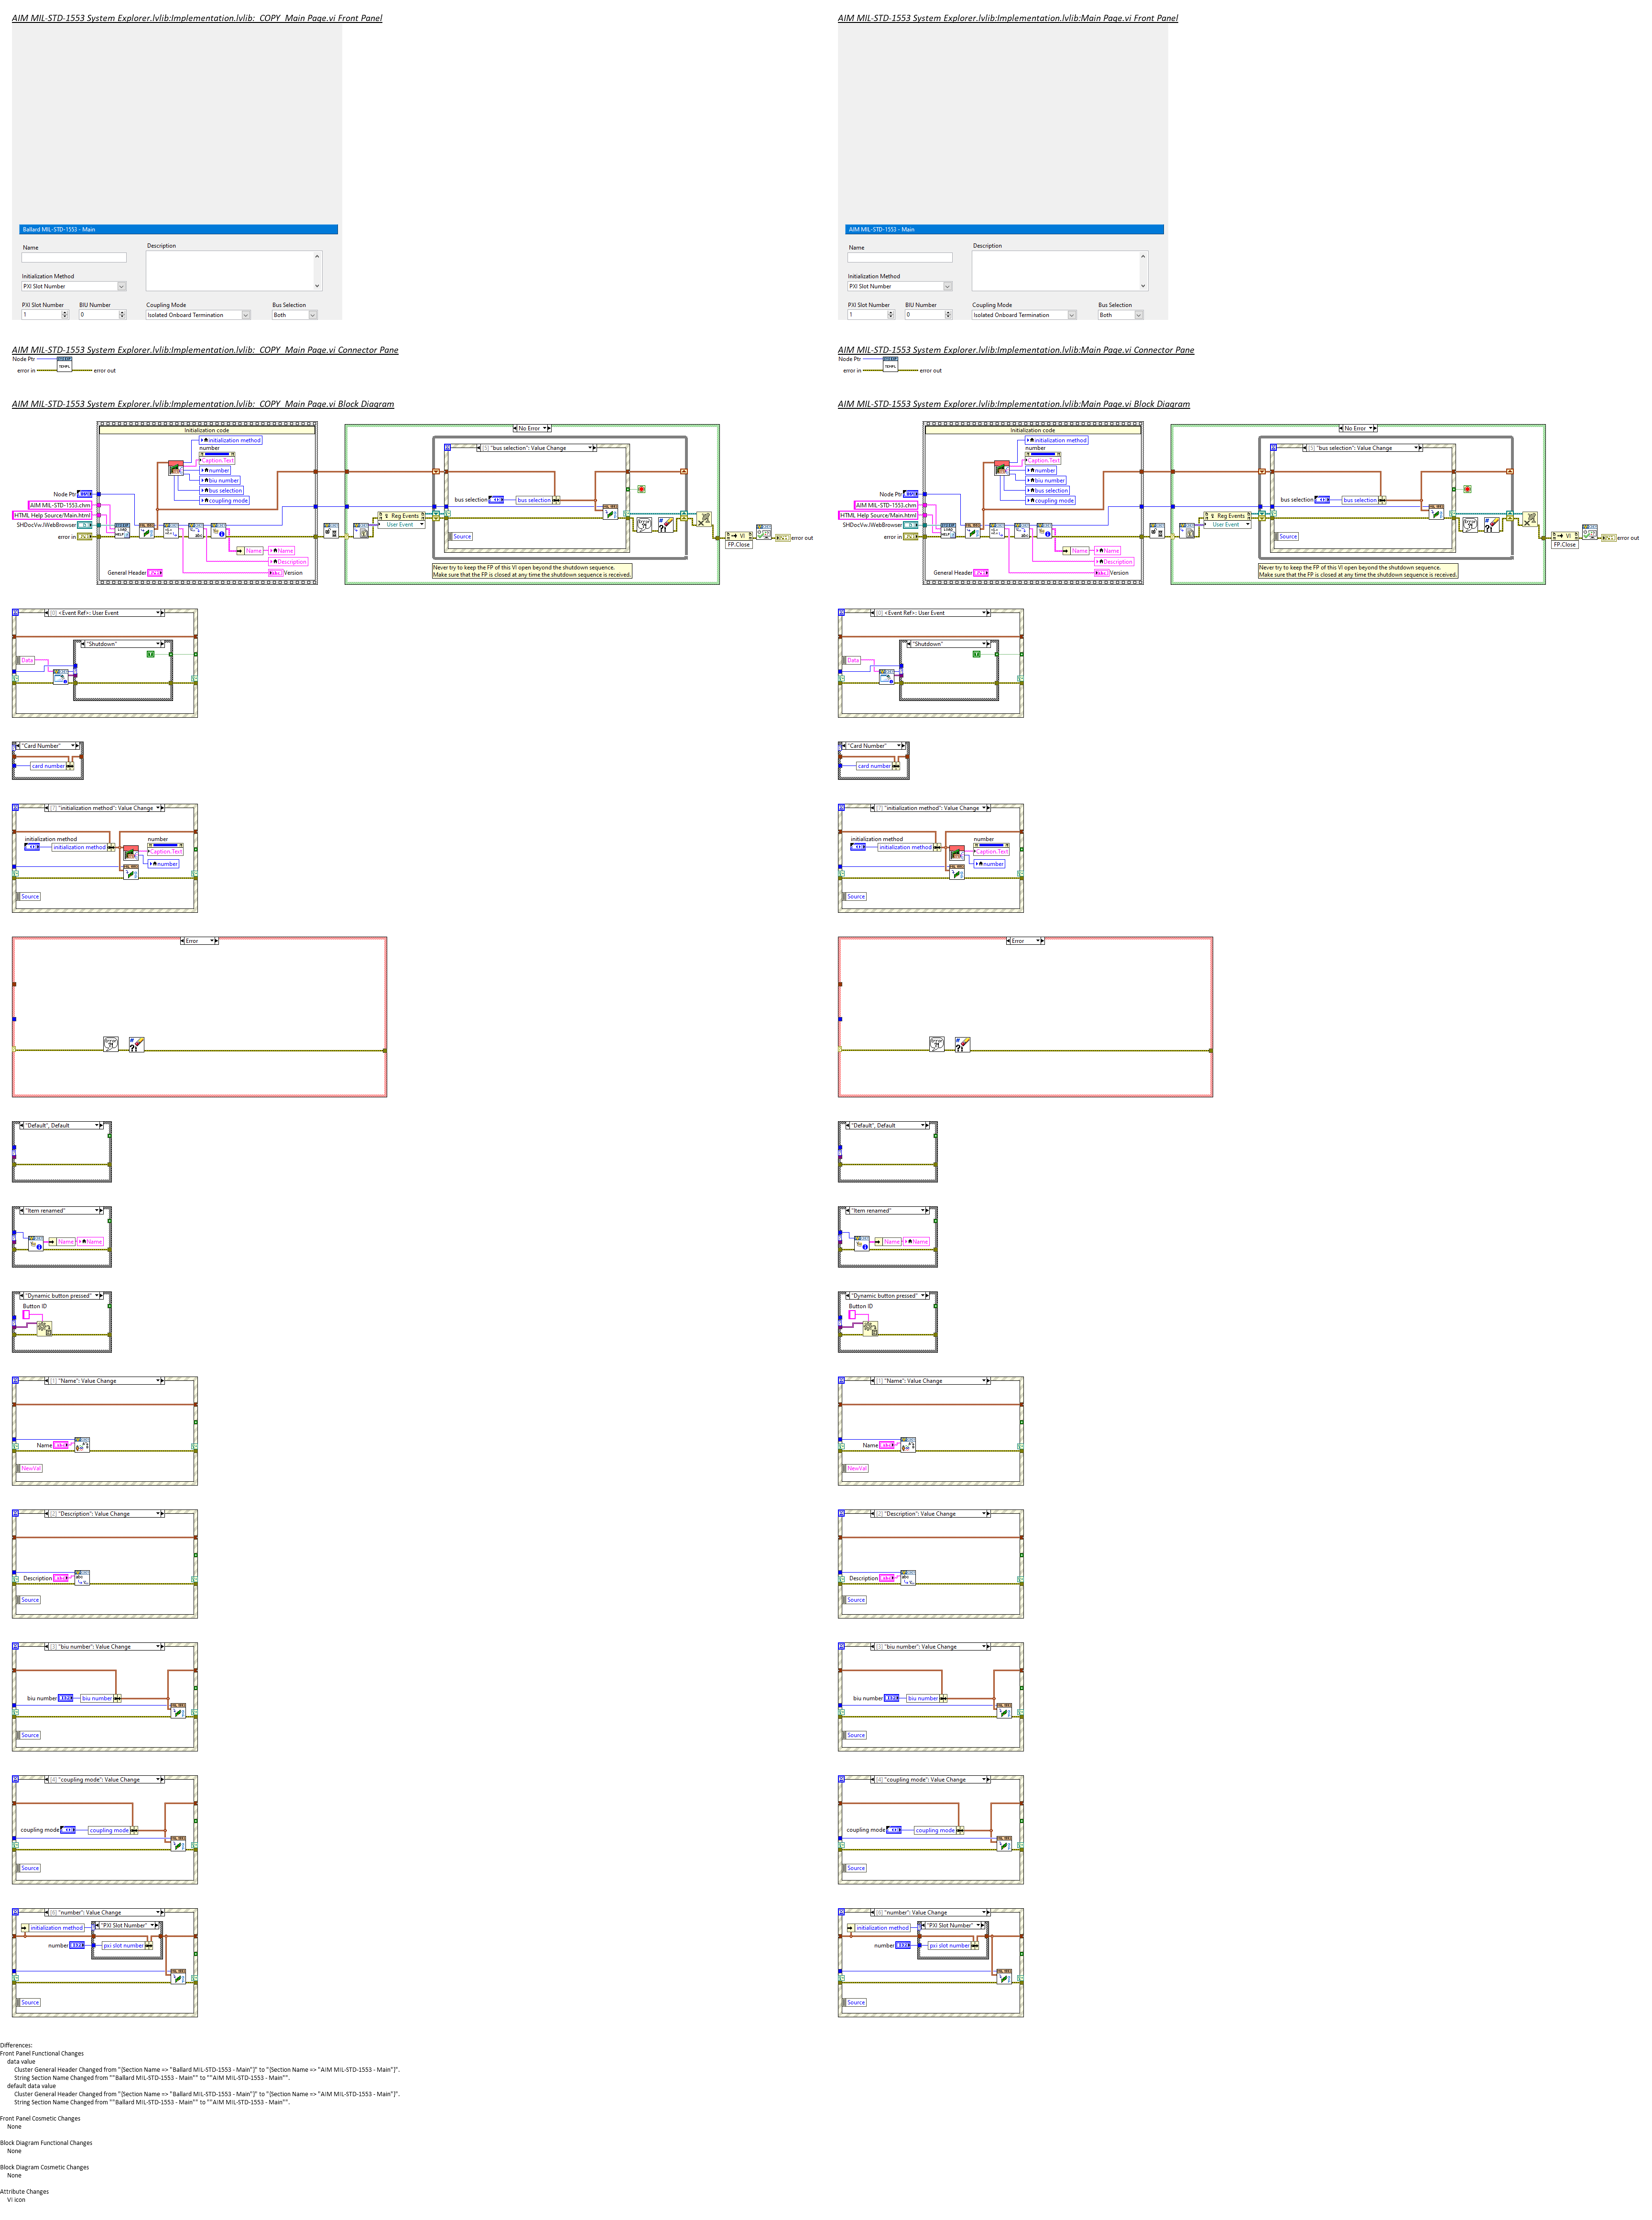 AIM MIL-STD-1553 System Explorer.lvlib:Implementation.lvlib:_COPY_Main Page.vi Front Panel
Ballard MIL-STD-1553 - Main
Name
Description
Initialization Method
PXI Slot Number
PXI Slot Number
BIU Number
Coupling Mode
Bus Selection
1
0
Isolated Onboard Termination
Both
AIM MIL-STD-1553 System Explorer.lvlib:Implementation.lvlib:_COPY_Main Page.vi Connector Pane
Node Ptr
error in
error out
AIM MIL-STD-1553 System Explorer.lvlib:Implementation.lvlib:_COPY_Main Page.vi Block Diagram
Initialization code
initialization method
number
Caption.Text
number
biu number
bus selection
coupling mode
Node Ptr
AIM MIL-STD-1553.chm
HTML Help Source/Main.html
SHDocVw.IWebBrowser
error in
Name
Name
Description
General Header
Version
No Error
[5] "bus selection": Value Change
bus selection
bus selection
Reg Events
User Event
Source
Never try to keep the FP of this VI open beyond the shutdown sequence.
Make sure that the FP is closed at any time the shutdown sequence is received.
VI
FP.Close
error out
[0] <Event Ref>: User Event
"Shutdown"
Data
"Card Number"
card number
[7] "initialization method": Value Change
initialization method
initialization method
number
Caption.Text
number
Source
Error
"Default", Default
"Item renamed"
Name
Name
"Dynamic button pressed"
Button ID
[1] "Name": Value Change
Name
NewVal
[2] "Description": Value Change
Description
Source
[3] "biu number": Value Change
biu number
biu number
Source
[4] "coupling mode": Value Change
coupling mode
coupling mode
Source
[6] "number": Value Change
initialization method
"PXI Slot Number"
number
pxi slot number
Source
AIM MIL-STD-1553 System Explorer.lvlib:Implementation.lvlib:Main Page.vi Front Panel
AIM MIL-STD-1553 - Main
Name
Description
Initialization Method
PXI Slot Number
PXI Slot Number
BIU Number
Coupling Mode
Bus Selection
1
0
Isolated Onboard Termination
Both
AIM MIL-STD-1553 System Explorer.lvlib:Implementation.lvlib:Main Page.vi Connector Pane
Node Ptr
error in
error out
AIM MIL-STD-1553 System Explorer.lvlib:Implementation.lvlib:Main Page.vi Block Diagram
Initialization code
initialization method
number
Caption.Text
number
biu number
bus selection
coupling mode
Node Ptr
AIM MIL-STD-1553.chm
HTML Help Source/Main.html
SHDocVw.IWebBrowser
error in
Name
Name
Description
General Header
Version
No Error
[5] "bus selection": Value Change
bus selection
bus selection
Reg Events
User Event
Source
Never try to keep the FP of this VI open beyond the shutdown sequence.
Make sure that the FP is closed at any time the shutdown sequence is received.
VI
FP.Close
error out
[0] <Event Ref>: User Event
"Shutdown"
Data
"Card Number"
card number
[7] "initialization method": Value Change
initialization method
initialization method
number
Caption.Text
number
Source
Error
"Default", Default
"Item renamed"
Name
Name
"Dynamic button pressed"
Button ID
[1] "Name": Value Change
Name
NewVal
[2] "Description": Value Change
Description
Source
[3] "biu number": Value Change
biu number
biu number
Source
[4] "coupling mode": Value Change
coupling mode
coupling mode
Source
[6] "number": Value Change
initialization method
"PXI Slot Number"
number
pxi slot number
Source
Differences:
Front Panel Functional Changes
data value
Cluster General Header Changed from "{Section Name => "Ballard MIL-STD-1553 - Main"}" to "{Section Name => "AIM MIL-STD-1553 - Main"}".
String Section Name Changed from ""Ballard MIL-STD-1553 - Main"" to ""AIM MIL-STD-1553 - Main"".
default data value
Cluster General Header Changed from "{Section Name => "Ballard MIL-STD-1553 - Main"}" to "{Section Name => "AIM MIL-STD-1553 - Main"}".
String Section Name Changed from ""Ballard MIL-STD-1553 - Main"" to ""AIM MIL-STD-1553 - Main"".
Front Panel Cosmetic Changes
None
Block Diagram Functional Changes
None
Block Diagram Cosmetic Changes
None
Attribute Changes
VI icon